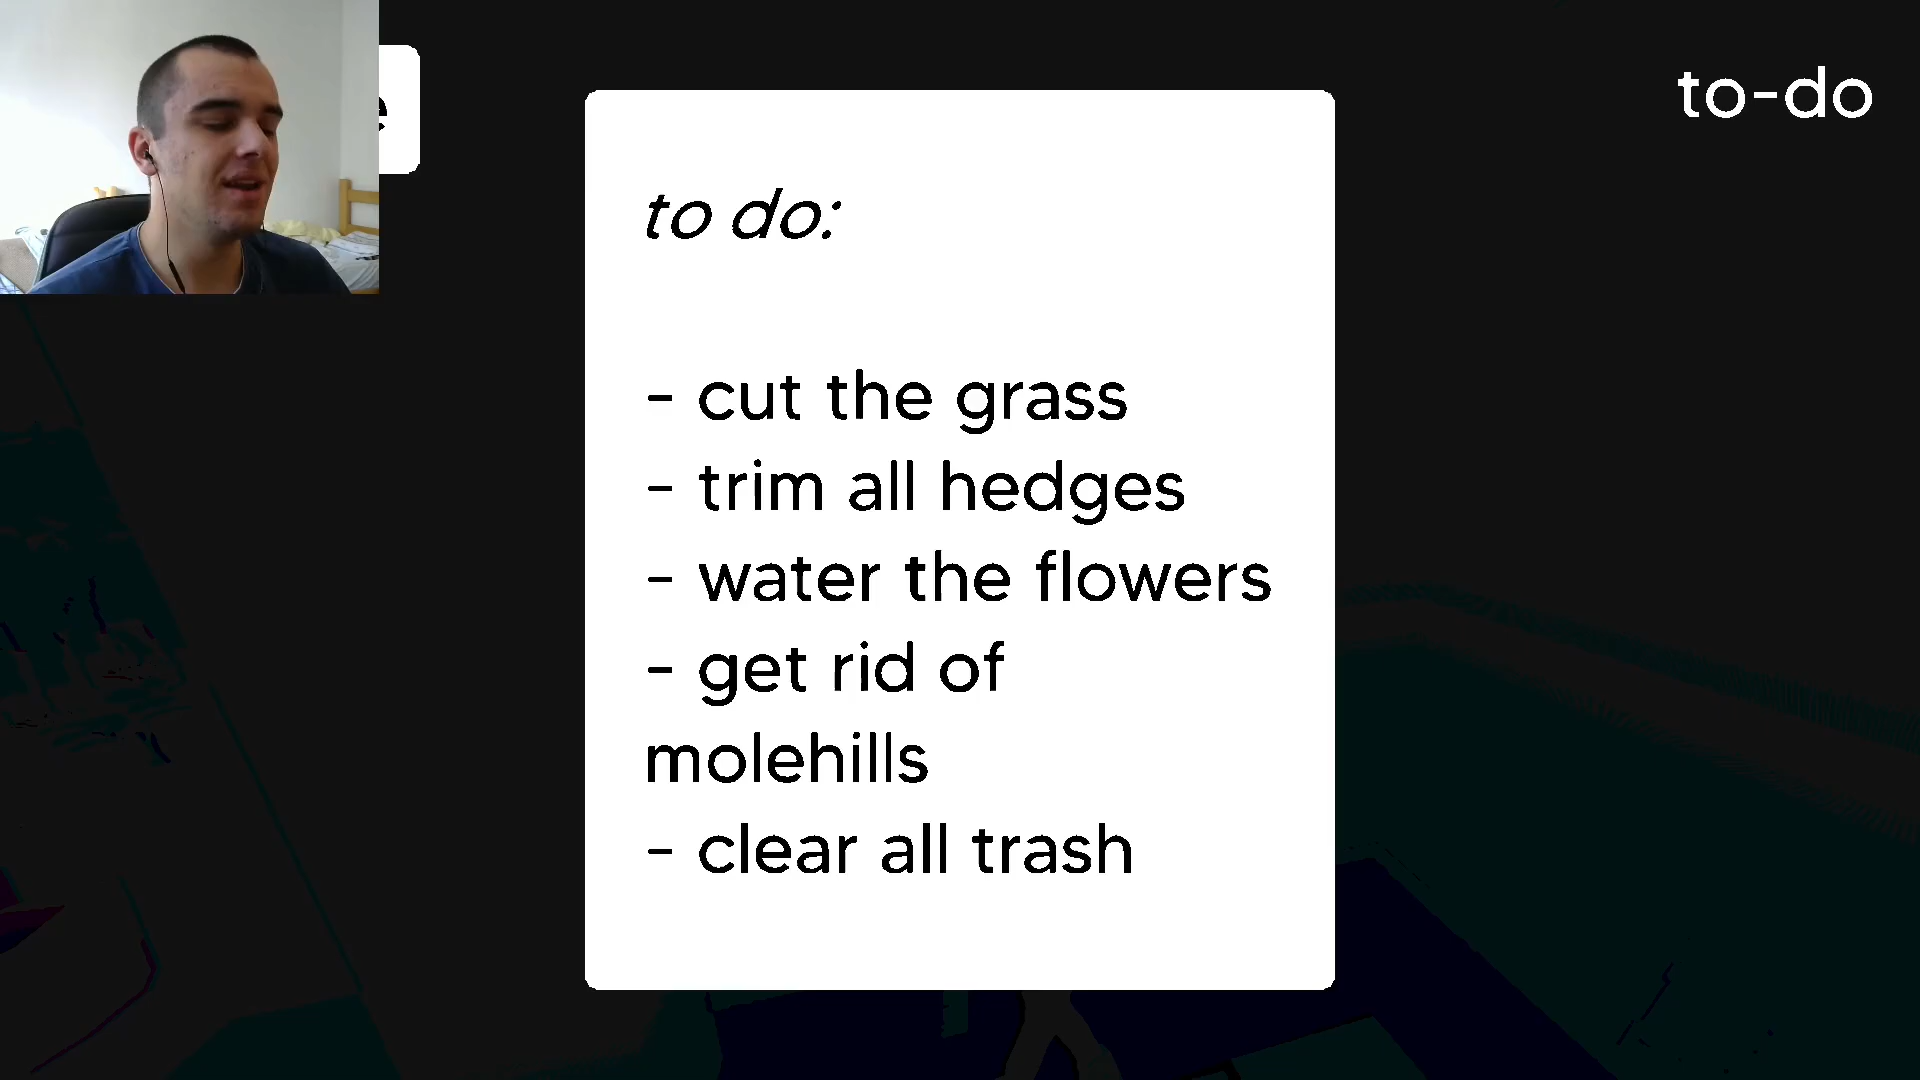 to-do
to do:
- cut the grass
- trim all hedges
- water the flowers
- get rid of
molehills
- clear all trash